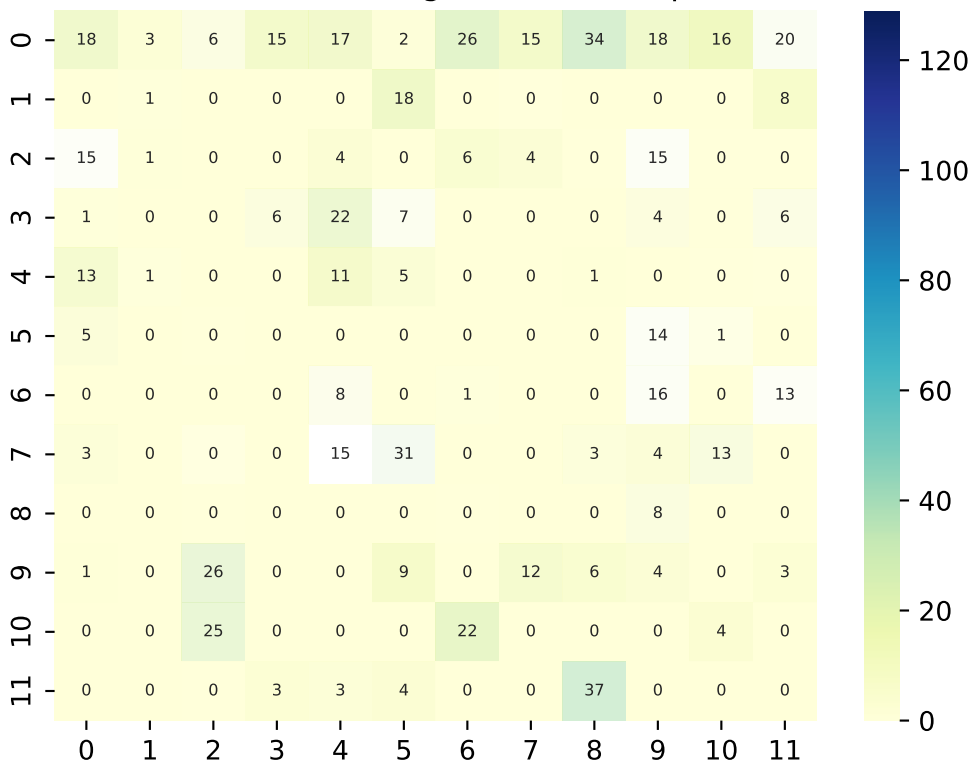 0 18 3 6 15 17 2 26 15 34 18 16 20
1 0 1 0 0 0 18 0 0 0 0 0 8
2 15 1 0 0 4 0 6 4 0 15 0 0
3 1 0 0 6 22 7 0 0 0 4 0 6
4 13 1 0 0 11 5 0 0 1 0 0 0
5 5 0 0 0 0 0 0 0 0 14 1 0
6 0 0 0 0 8 0 1 0 0 16 0 13
7 3 0 0 0 15 31 0 0 3 4 13 0
8 0 0 0 0 0 0 0 0 0 8 0 0
9 1 0 26 0 0 9 0 12 6 4 0 3
10 0 0 25 0 0 0 22 0 0 0 4 0
11 0 0 0 3 3 4 0 0 37 0 0 0
0 1 2 3 4 5 6 7 8 9 10 11
120
100
80
60
40
20
0